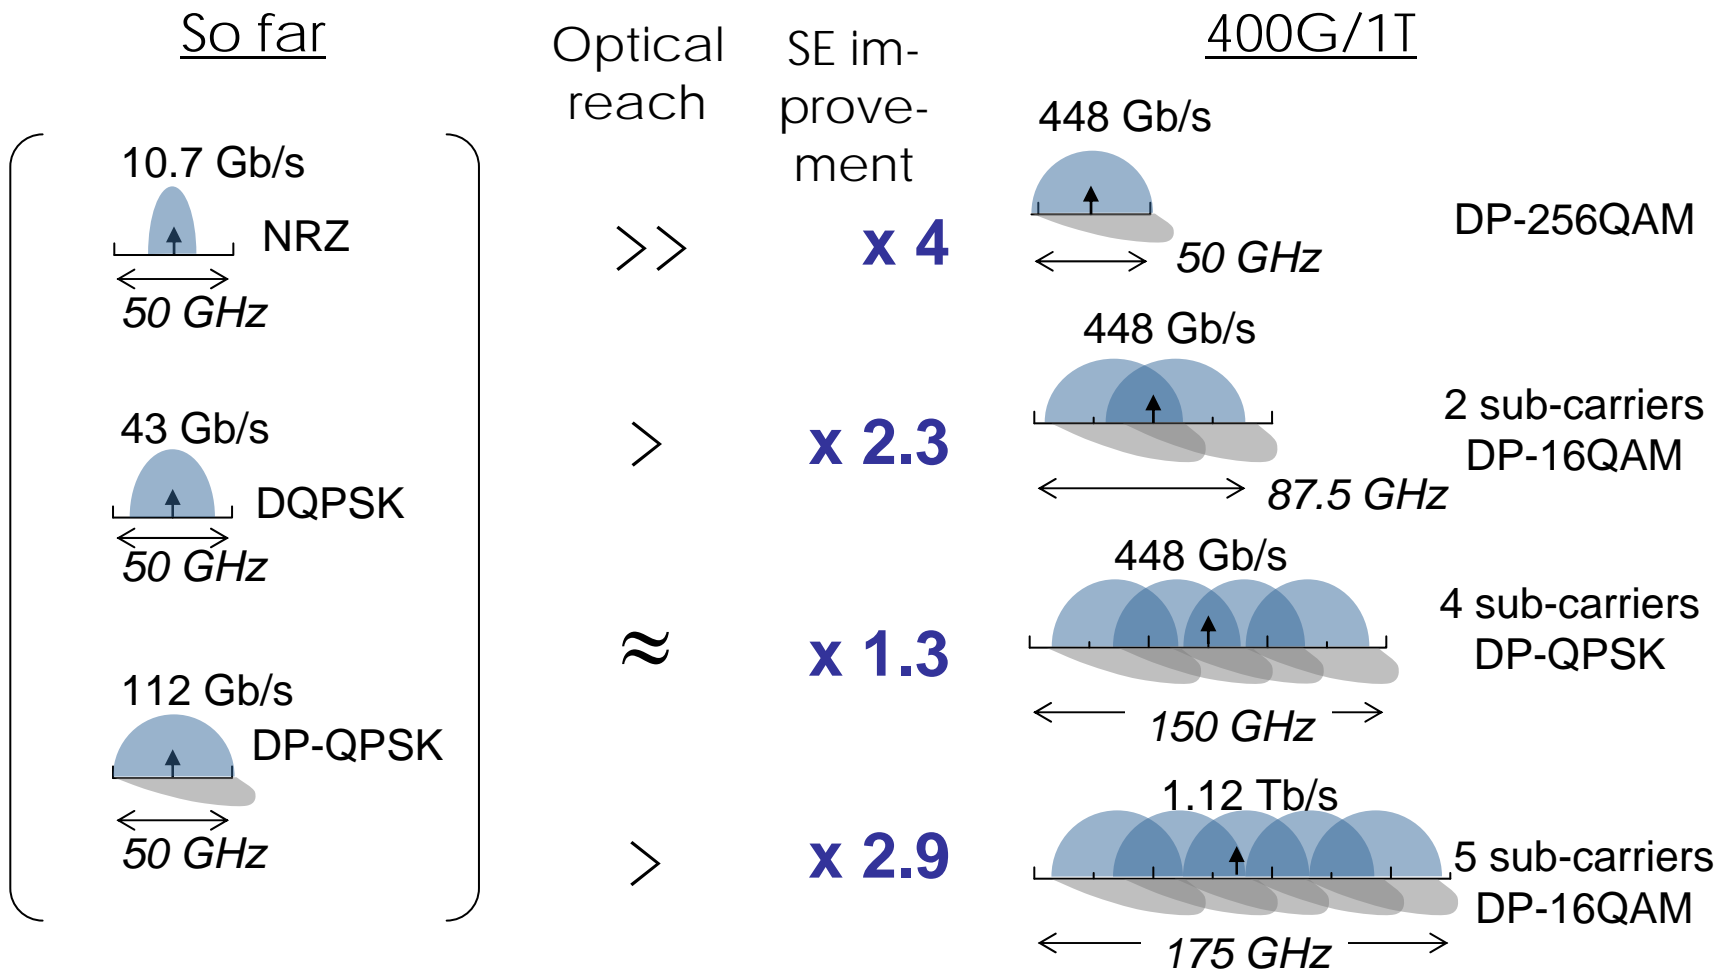 So far
Optical
reach
SE im-
prove-
ment
400G/1T
10.7 Gb/s
NRZ
50 GHz
43 Gb/s
DQPSK
50 GHz
112 Gb/s
DP-QPSK
50 GHz
>>
x 4
>
x 2.3
≈
x 1.3
>
x 2.9
448 Gb/s
DP-256QAM
50 GHz
448 Gb/s
2 sub-carriers
DP-16QAM
87.5 GHz
448 Gb/s
4 sub-carriers
DP-QPSK
150 GHz
1.12 Tb/s
5 sub-carriers
DP-16QAM
175 GHz